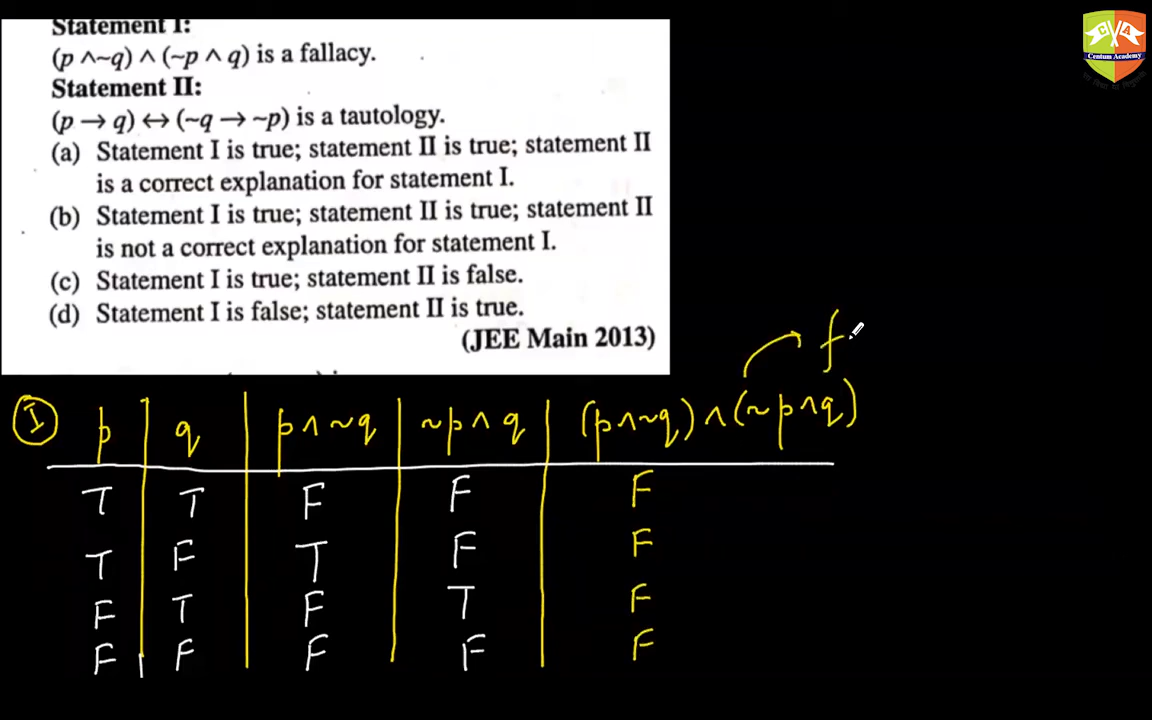 Statement I:
(p ∧~q) ∧ (~p ∧ q) is a fallacy.
Statement II:
(p → q) ↔ (~q → ~p) is a tautology.
(a) Statement I is true; statement II is true; statement II
is a correct explanation for statement I.
(b) Statement I is true; statement II is true; statement II
is not a correct explanation for statement I.
(c) Statement I is true; statement II is false.
(d) Statement I is false; statement II is true.
(JEE Main 2013)
C A
Centum Academy
f
I p q p ∧ ~q ~p ∧ q (p ∧ ~q) ∧ (~p ∧ q)
T T F F F
T F T F F
F T F T F
F F F F F